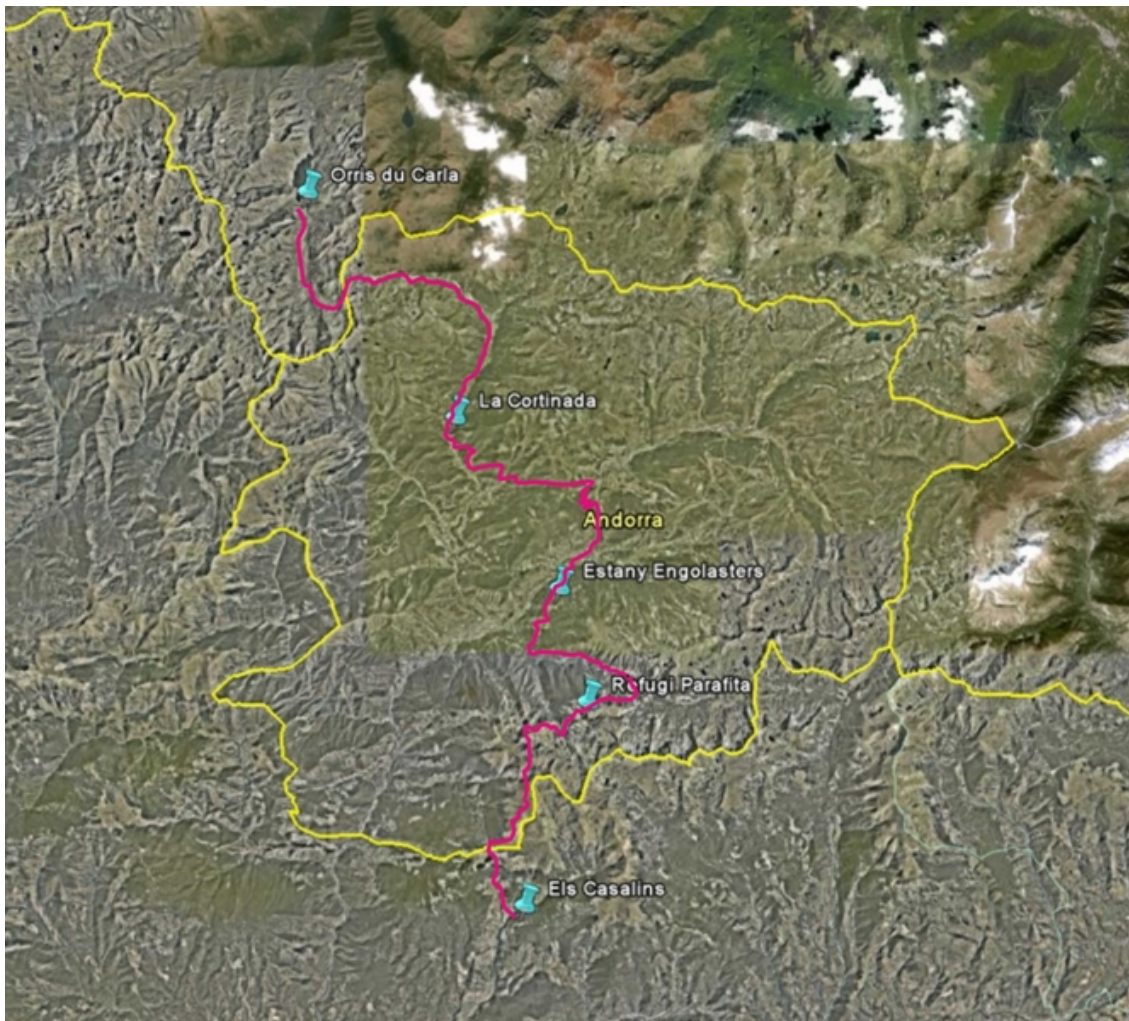 Orris du Carla
La Cortinada
Andorra
Estany Engolasters
Refugi Parafita
Els Casalins